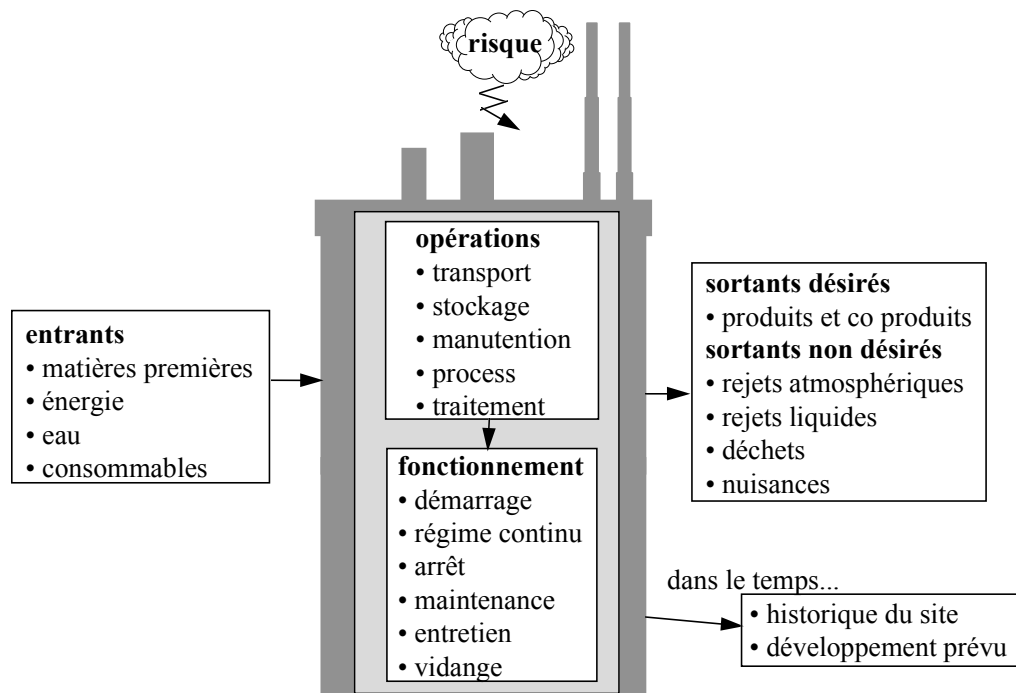 risque
entrants
• matières premières
• énergie
• eau
• consommables
opérations
• transport
• stockage
• manutention
• process
• traitement
fonctionnement
• démarrage
• régime continu
• arrêt
• maintenance
• entretien
• vidange
sortants désirés
• produits et co produits
sortants non désirés
• rejets atmosphériques
• rejets liquides
• déchets
• nuisances
dans le temps...
• historique du site
• développement prévu